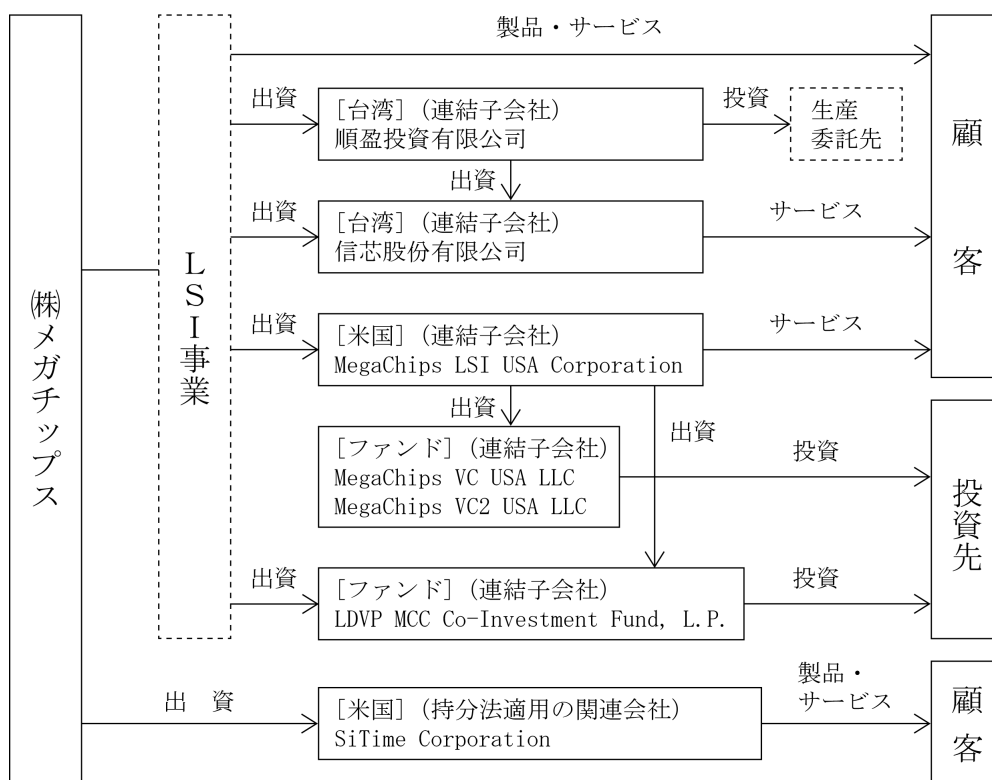 ㈱メガチップス
LSI事業
製品・サービス
顧客
出資
[台湾](連結子会社)
順盈投資有限公司
投資
生産
委託先
出資
出資
[台湾](連結子会社)
信芯股份有限公司
サービス
出資
[米国](連結子会社)
MegaChips LSI USA Corporation
サービス
出資
出資
[ファンド](連結子会社)
MegaChips VC USA LLC
MegaChips VC2 USA LLC
投資
投資先
出資
[ファンド](連結子会社)
LDVP MCC Co-Investment Fund, L.P.
投資
出　資
[米国](持分法適用の関連会社)
SiTime Corporation
製品・
サービス
顧客